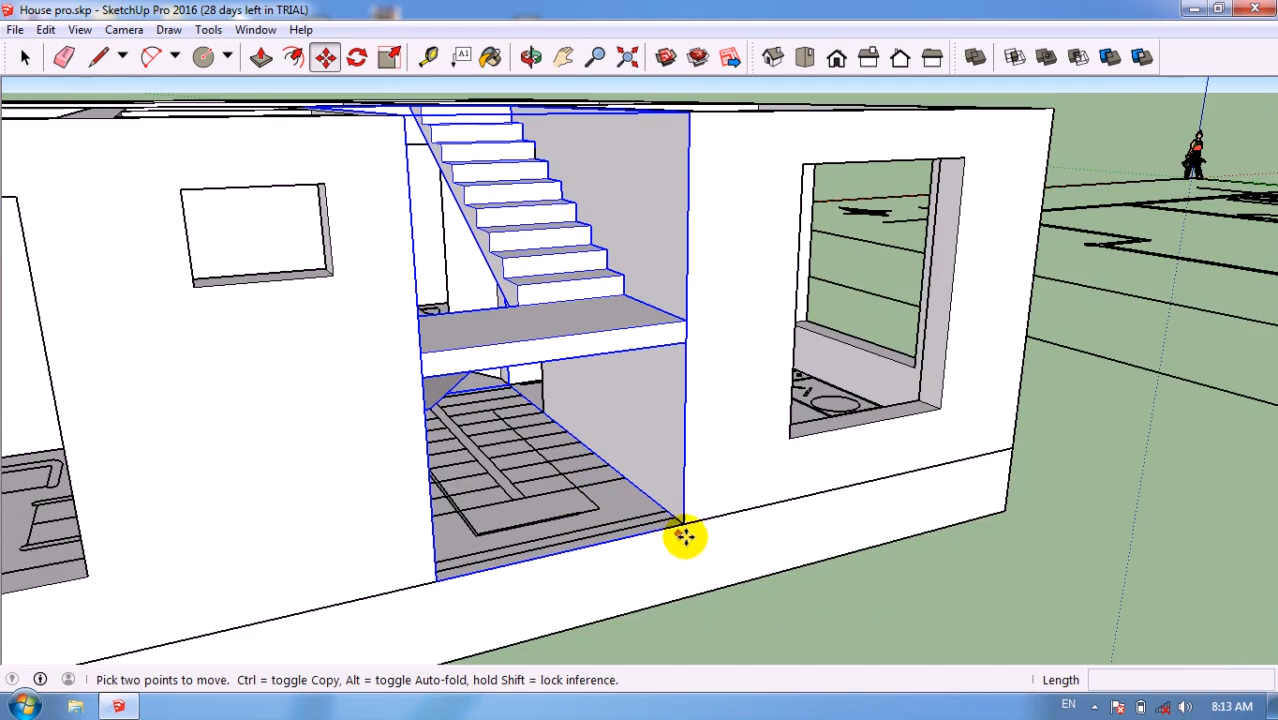 House pro.skp - SketchUp Pro 2016 (28 days left in TRIAL)
File Edit View Camera Draw Tools Window Help
A1
Pick two points to move. Ctrl = toggle Copy, Alt = toggle Auto-fold, hold Shift = lock inference.
Length
EN
8:13 AM